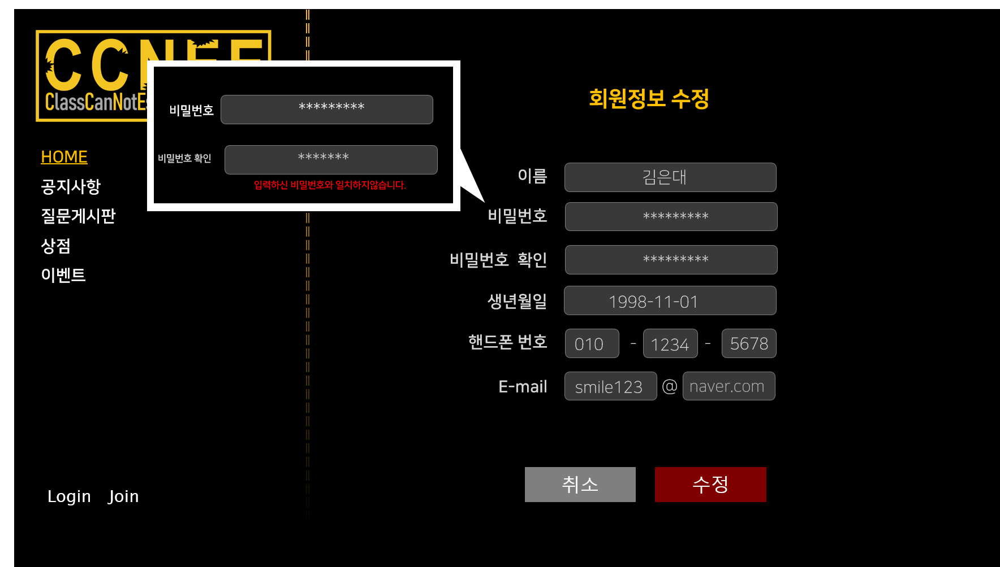 CCNEE
ClassCanNotEs
HOME
공지사항
질문게시판
상점
이벤트
Login Join
비밀번호 *********
비밀번호 확인 *******
입력하신 비밀번호와 일치하지않습니다.
회원정보 수정
이름 김은대
비밀번호 *********
비밀번호 확인 *********
생년월일 1998-11-01
핸드폰 번호 010 - 1234 - 5678
E-mail smile123 @ naver.com
취소 수정